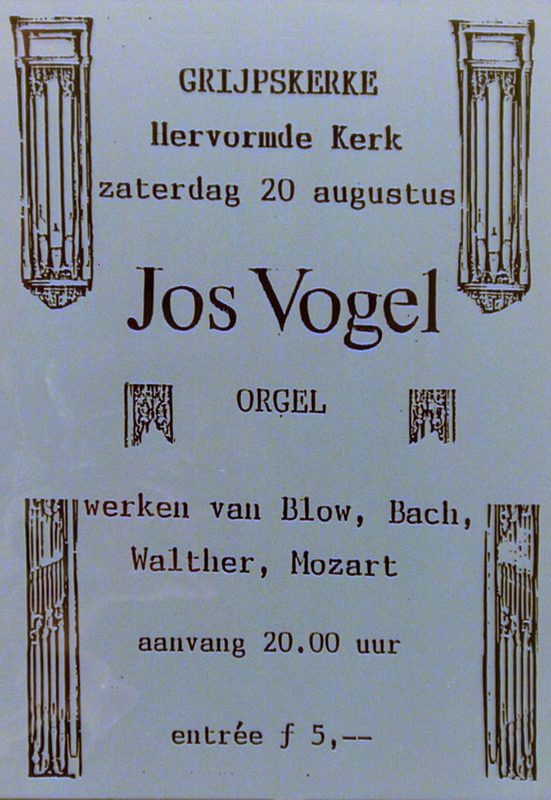 GRIJPSKERKE
Hervormde Kerk
zaterdag 20 augustus
Jos Vogel
ORGEL
werken van Blow, Bach,
Walther, Mozart
aanvang 20.00 uur
entrée ƒ 5,--